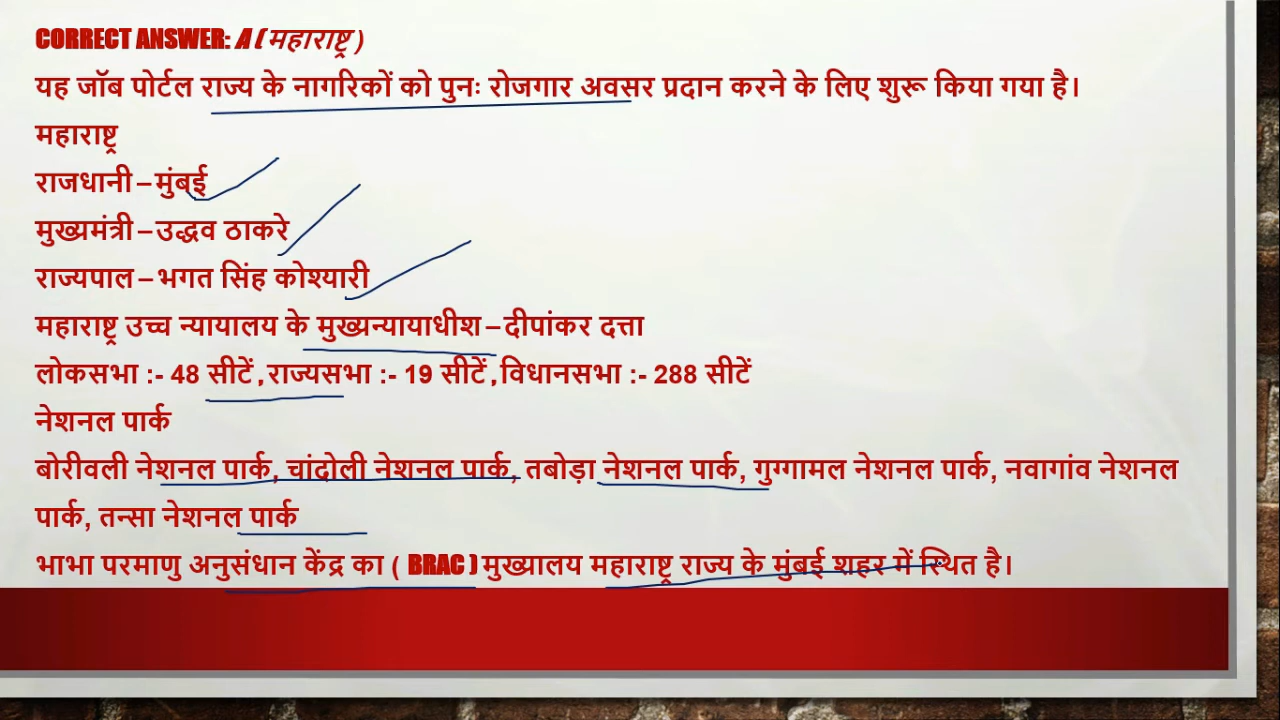 CORRECT ANSWER: A ( महाराष्ट्र )
यह जॉब पोर्टल राज्य के नागरिकों को पुनः रोजगार अवसर प्रदान करने के लिए शुरू किया गया है।
महाराष्ट्र
राजधानी – मुंबई
मुख्यमंत्री – उद्धव ठाकरे
राज्यपाल – भगत सिंह कोश्यारी
महाराष्ट्र उच्च न्यायालय के मुख्यन्यायाधीश – दीपांकर दत्ता
लोकसभा :- 48 सीटें , राज्यसभा :- 19 सीटें , विधानसभा :- 288 सीटें
नेशनल पार्क
बोरीवली नेशनल पार्क, चांदोली नेशनल पार्क, तबोड़ा नेशनल पार्क, गुग्गामल नेशनल पार्क, नवागांव नेशनल
पार्क, तन्सा नेशनल पार्क
भाभा परमाणु अनुसंधान केंद्र का ( BRAC ) मुख्यालय महाराष्ट्र राज्य के मुंबई शहर में स्थित है।